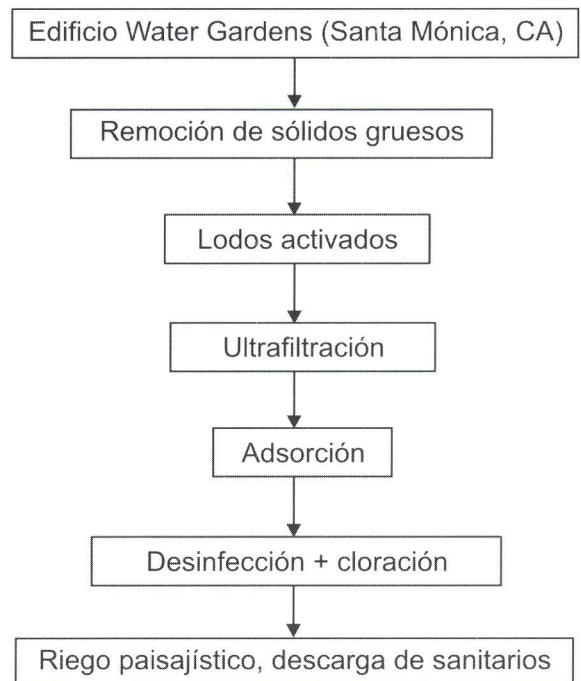 Edificio Water Gardens (Santa Mónica, CA)
Remoción de sólidos gruesos
Lodos activados
Ultrafiltración
Adsorción
Desinfección + cloración
Riego paisajístico, descarga de sanitarios